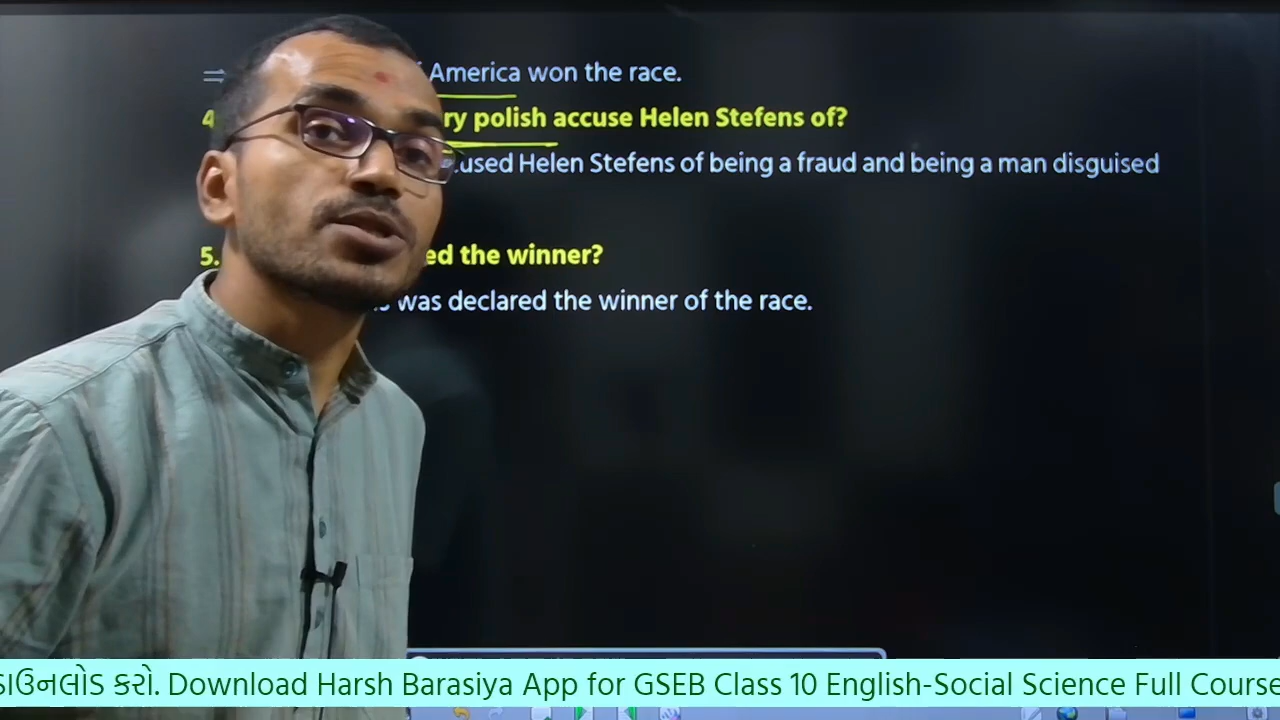 ⇒ America won the race.
4 ry polish accuse Helen Stefens of?
used Helen Stefens of being a fraud and being a man disguised
5. ed the winner?
s was declared the winner of the race.
ડાઉનલોડ કરો. Download Harsh Barasiya App for GSEB Class 10 English-Social Science Full Course